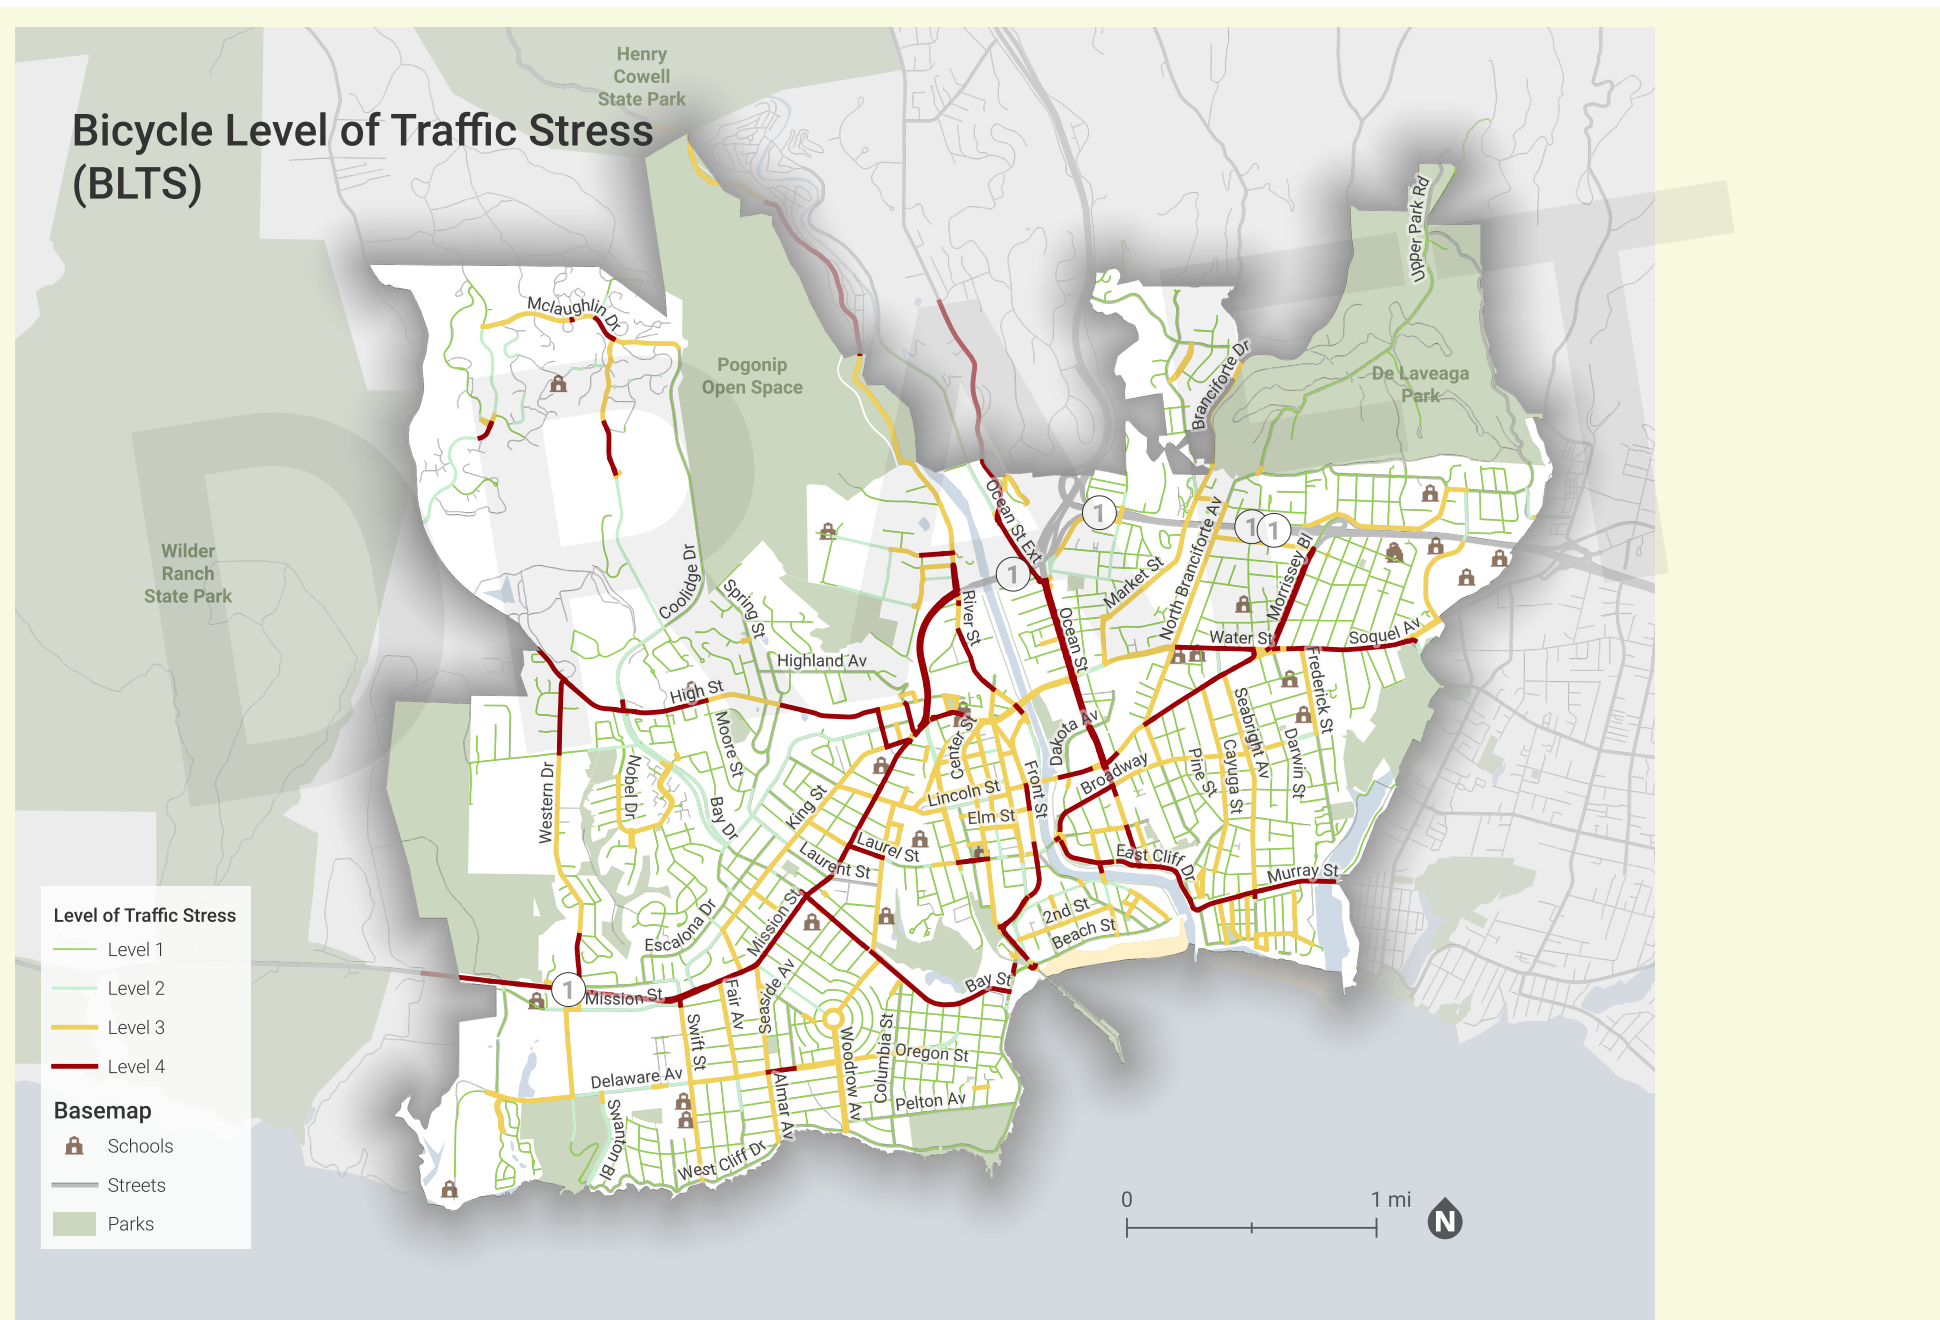 Henry
Cowell
State Park
Bicycle Level of Traffic Stress
(BLTS)
Upper Park Rd
Mclaughlin Dr
Pogonip
Open Space
Branciforte Dr
De Laveaga
Park
Ocean St Ext
1
1
1
1
Wilder
Ranch
State Park
Coolidge Dr
Spring St
River St
Market St
North Branciforte Av
Morrissey Bl
Ocean St
Water St
Soquel Av
Highland Av
High St
Frederick St
Moore St
Center St
Dakota Av
Seabright Av
Darwin St
Nobel Dr
Western Dr
Bay Dr
King St
Lincoln St
Front St
Broadway
Pine St
Cayuga St
Elm St
Laurel St
Laurent St
East Cliff Dr
Murray St
Escalona Dr
Mission St
2nd St
Beach St
Level of Traffic Stress
Level 1
Level 2
Level 3
Level 4
1
Mission St
Bay St
Fair Av
Seaside Av
Swift St
Woodrow Av
Columbia St
Oregon St
Delaware Av
Almar Av
Pelton Av
Swanton Bl
West Cliff Dr
Basemap
Schools
Streets
Parks
0
1 mi
N